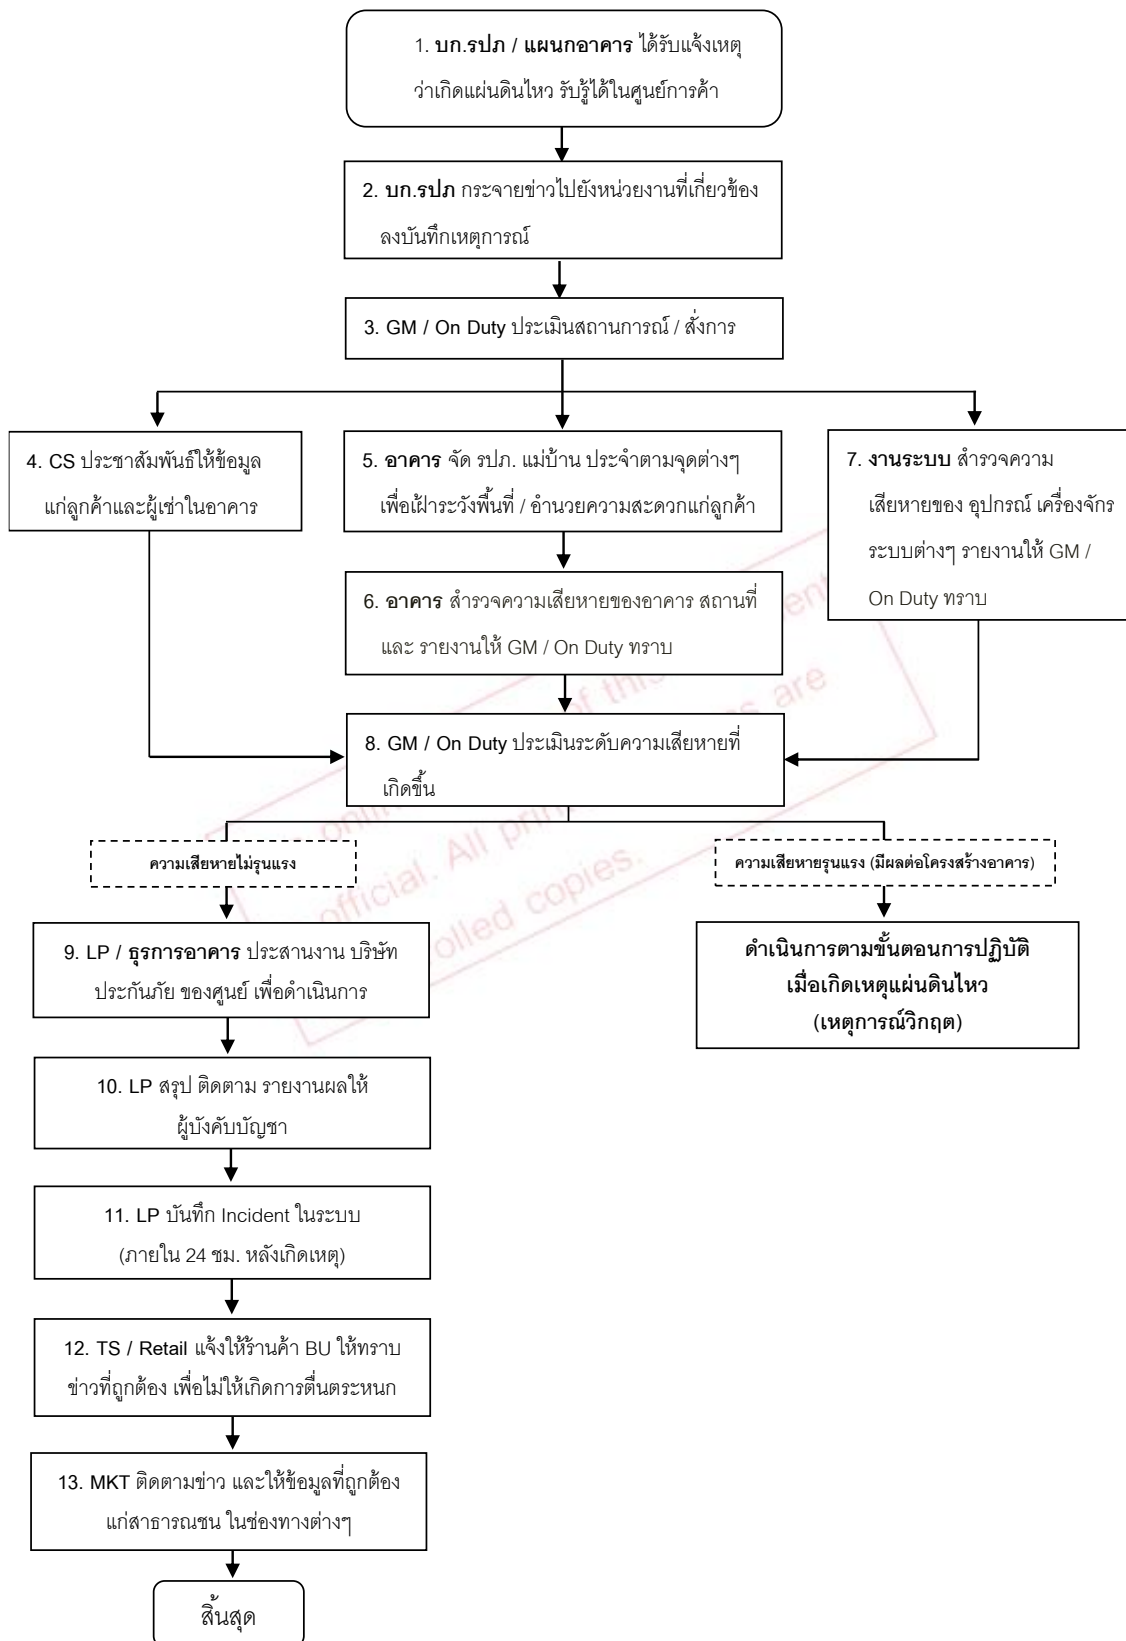 1. บก.รปภ / แผนกอาคาร ได้รับแจ้งเหตุ
ว่าเกิดแผ่นดินไหว รับรู้ได้ในศูนย์การค้า
2. บก.รปภ กระจายข่าวไปยังหน่วยงานที่เกี่ยวข้อง
ลงบันทึกเหตุการณ์
3. GM / On Duty ประเมินสถานการณ์ / สั่งการ
4. CS ประชาสัมพันธ์ให้ข้อมูล
แก่ลูกค้าและผู้เช่าในอาคาร
5. อาคาร จัด รปภ. แม่บ้าน ประจำตามจุดต่างๆ
เพื่อเฝ้าระวังพื้นที่ / อำนวยความสะดวกแก่ลูกค้า
7. งานระบบ สำรวจความ
เสียหายของ อุปกรณ์ เครื่องจักร
ระบบต่างๆ รายงานให้ GM /
On Duty ทราบ
6. อาคาร สำรวจความเสียหายของอาคาร สถานที่
และ รายงานให้ GM / On Duty ทราบ
8. GM / On Duty ประเมินระดับความเสียหายที่
เกิดขึ้น
of this
are
official. All
copies.
ความเสียหายไม่รุนแรง
ความเสียหายรุนแรง (มีผลต่อโครงสร้างอาคาร)
9. LP / ธุรการอาคาร ประสานงาน บริษัท
ประกันภัย ของศูนย์ เพื่อดำเนินการ
ดำเนินการตามขั้นตอนการปฏิบัติ
เมื่อเกิดเหตุแผ่นดินไหว
(เหตุการณ์วิกฤต)
10. LP สรุป ติดตาม รายงานผลให้
ผู้บังคับบัญชา
11. LP บันทึก Incident ในระบบ
(ภายใน 24 ชม. หลังเกิดเหตุ)
12. TS / Retail แจ้งให้ร้านค้า BU ให้ทราบ
ข่าวที่ถูกต้อง เพื่อไม่ให้เกิดการตื่นตระหนก
13. MKT ติดตามข่าว และให้ข้อมูลที่ถูกต้อง
แก่สาธารณชน ในช่องทางต่างๆ
สิ้นสุด